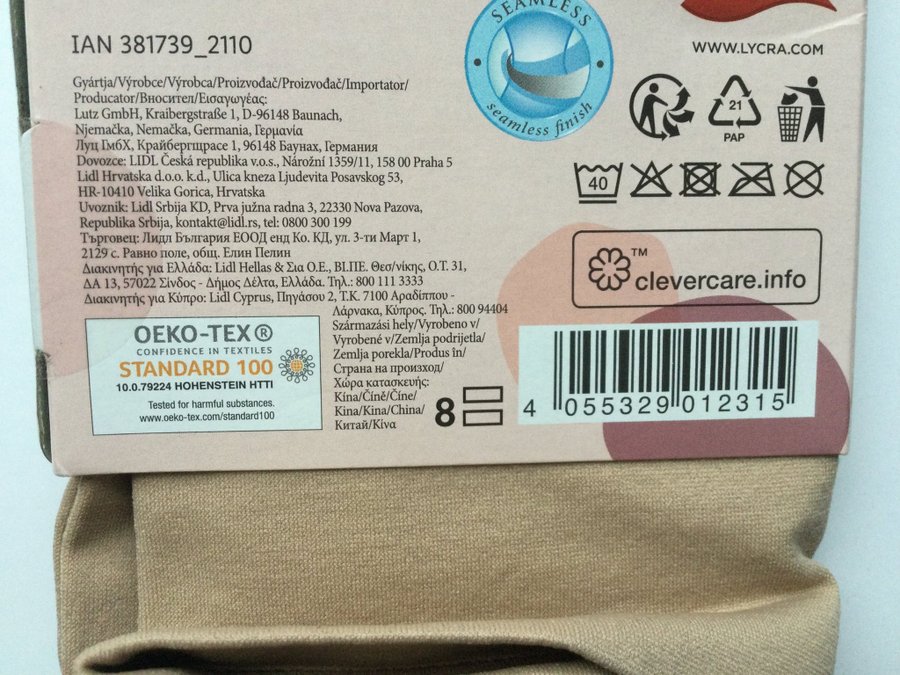 IAN 381739_2110
Gyártja/Výrobce/Výrobca/Proizvođač/Proizvođač/Importator/
Producator/Вносител/Εισαγωγέας:
Lutz GmbH, Kraibergstraße 1, D-96148 Baunach,
Njemačka, Nemačka, Germania, Γερμανία
Луц ГмбХ, Крайбергщрасе 1, 96148 Баунах, Германия
Dovozce: LIDL Česká republika v.o.s., Nárožní 1359/11, 158 00 Praha 5
Lidl Hrvatska d.o.o. k.d., Ulica kneza Ljudevita Posavskog 53,
HR-10410 Velika Gorica, Hrvatska
Uvoznik: Lidl Srbija KD, Prva južna radna 3, 22330 Nova Pazova,
Republika Srbija, kontakt@lidl.rs, tel: 0800 300 199
Търговец: Лидл България ЕООД енд Ко. КД, ул. 3-ти Март 1,
2129 с. Равно поле, общ. Елин Пелин
Διακινητής για Ελλάδα: Lidl Hellas & Σια Ο.Ε., ΒΙ.ΠΕ. Θεσ/νίκης, Ο.Τ. 31,
ΔΑ 13, 57022 Σίνδος - Δήμος Δέλτα, Τηλ.: 800 111 3333
Διακινητής για Κύπρο: Lidl Cyprus, Πηγάσου 2, Τ.Κ. 7100 Αραδίππου -
Λάρνακα, Κύπρος. Τηλ.: 800 94404
Származási hely/Vyrobeno v/
Vyrobené v/Zemlja podrijetla/
Zemlja porekla/Produs în/
Страна на произход/
Χώρα κατασκευής:
Kína/Číně/Číne/
Kina/Kina/China/
Китай/Κίνα
OEKO-TEX®
CONFIDENCE IN TEXTILES
STANDARD 100
10.0.79224 HOHENSTEIN HTTI
Tested for harmful substances.
www.oeko-tex.com/standard100
8
SEAMLESS
seamless finish
WWW.LYCRA.COM
21
PAP
40
™
clevercare.info
4 055329 012315